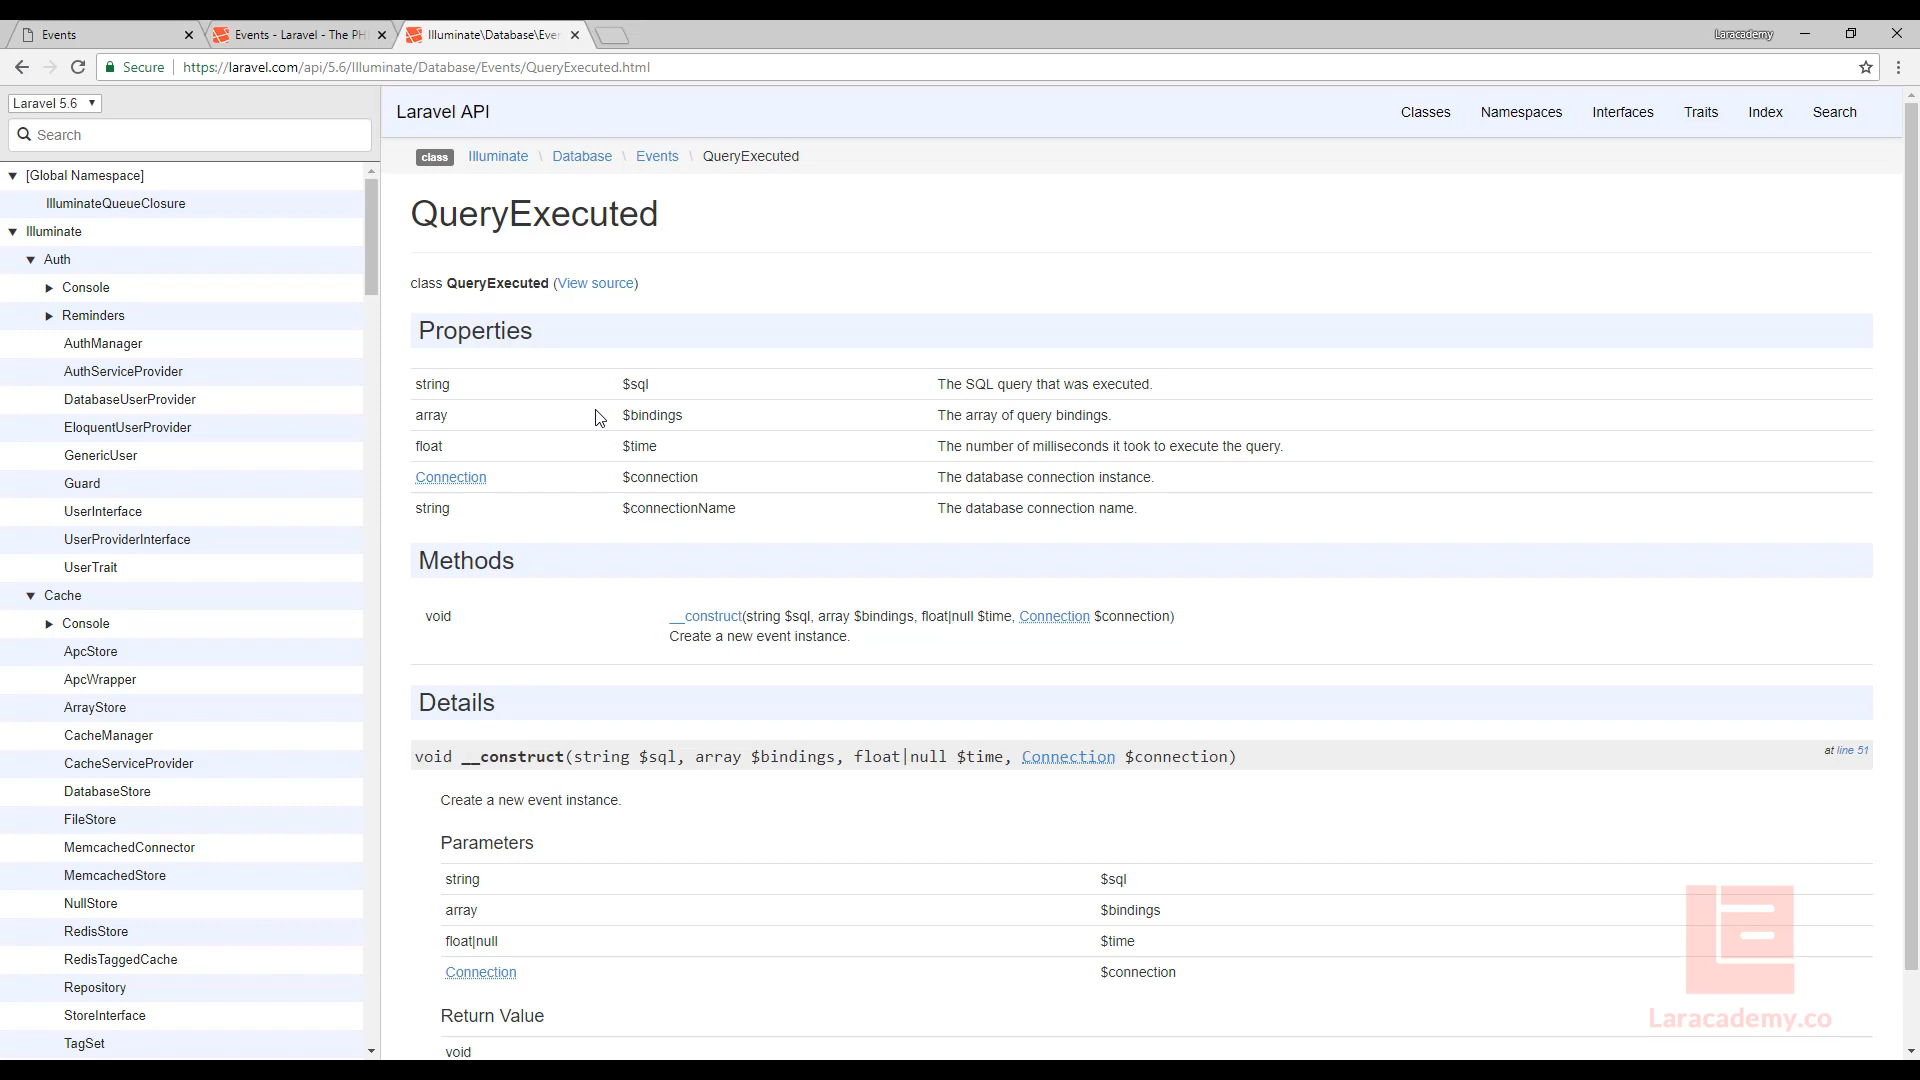 Events
Events - Laravel - The PH
Illuminate\Database\Eve
Laracademy
Secure
https://laravel.com/api/5.6/Illuminate/Database/Events/QueryExecuted.html
Laravel 5.6
Search
[Global Namespace]
IlluminateQueueClosure
Illuminate
Auth
Console
Reminders
AuthManager
AuthServiceProvider
DatabaseUserProvider
EloquentUserProvider
GenericUser
Guard
UserInterface
UserProviderInterface
UserTrait
Cache
Console
ApcStore
ApcWrapper
ArrayStore
CacheManager
CacheServiceProvider
DatabaseStore
FileStore
MemcachedConnector
MemcachedStore
NullStore
RedisStore
RedisTaggedCache
Repository
StoreInterface
TagSet
Laravel API
Classes Namespaces Interfaces Traits Index Search
class Illuminate \ Database \ Events \ QueryExecuted
QueryExecuted
class QueryExecuted (View source)
Properties
string $sql The SQL query that was executed.
array $bindings The array of query bindings.
float $time The number of milliseconds it took to execute the query.
Connection $connection The database connection instance.
string $connectionName The database connection name.
Methods
void __construct(string $sql, array $bindings, float|null $time, Connection $connection)
Create a new event instance.
Details
void __construct(string $sql, array $bindings, float|null $time, Connection $connection) at line 51
Create a new event instance.
Parameters
string $sql
array $bindings
float|null $time
Connection $connection
Return Value
void
Laracademy.co